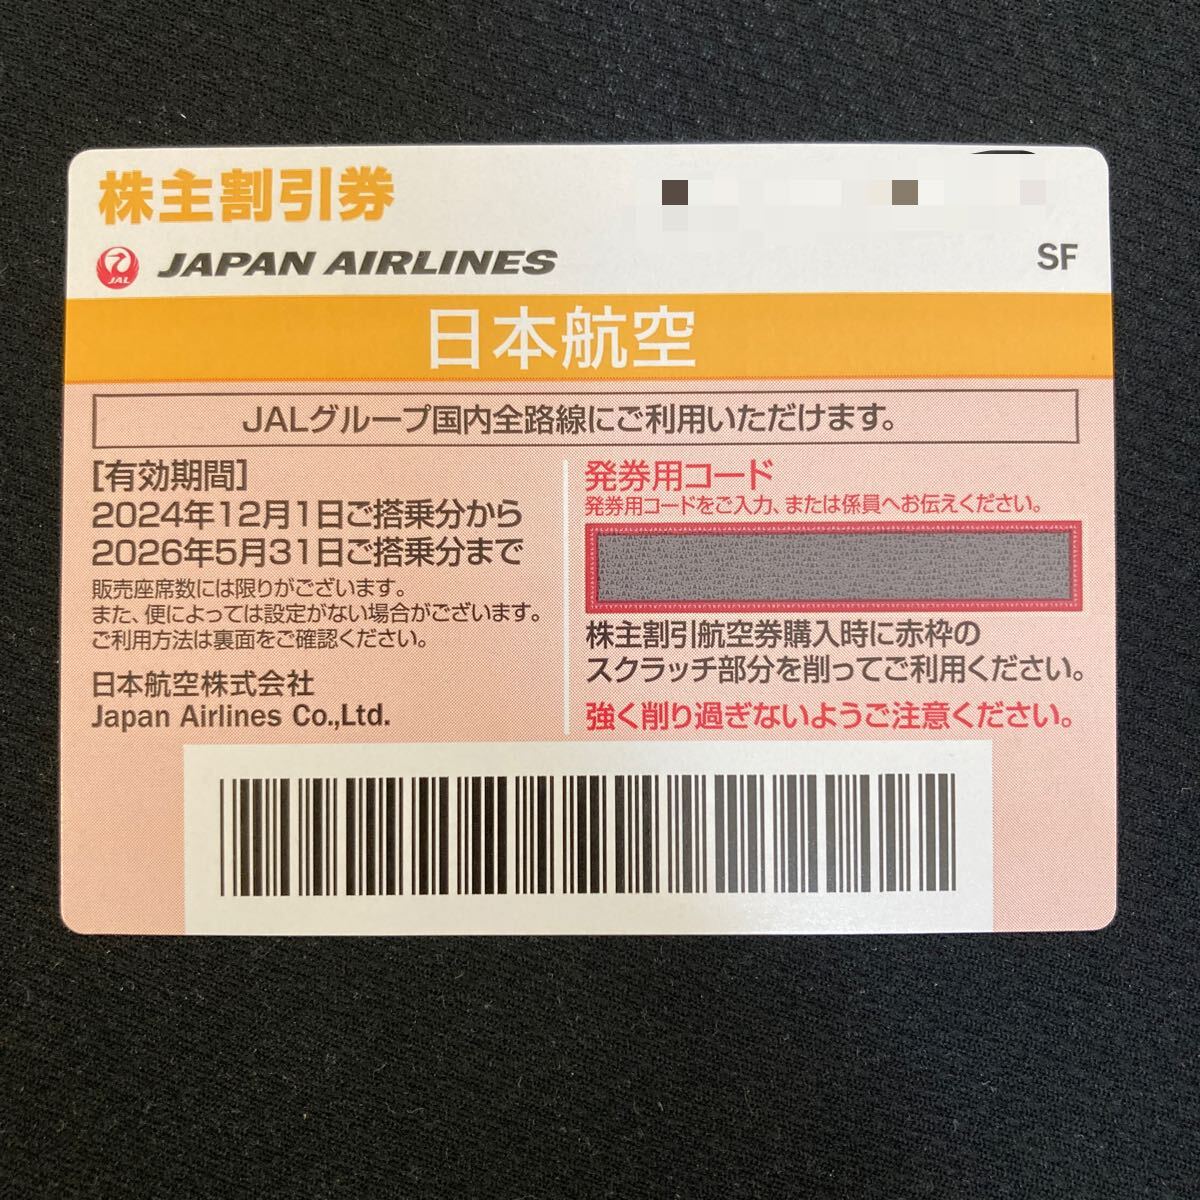 株主割引券
JAL
JAPAN AIRLINES
SF
日本航空
JALグループ国内全路線にご利用いただけます。
[有効期間]
2024年12月1日ご搭乗分から
2026年5月31日ご搭乗分まで
販売座席数には限りがございます。
また、便によっては設定がない場合がございます。
ご利用方法は裏面をご確認ください。
日本航空株式会社
Japan Airlines Co.,Ltd.
発券用コード
発券用コードをご入力、または係員へお伝えください。
株主割引航空券購入時に赤枠の
スクラッチ部分を削ってご利用ください。
強く削り過ぎないようご注意ください。